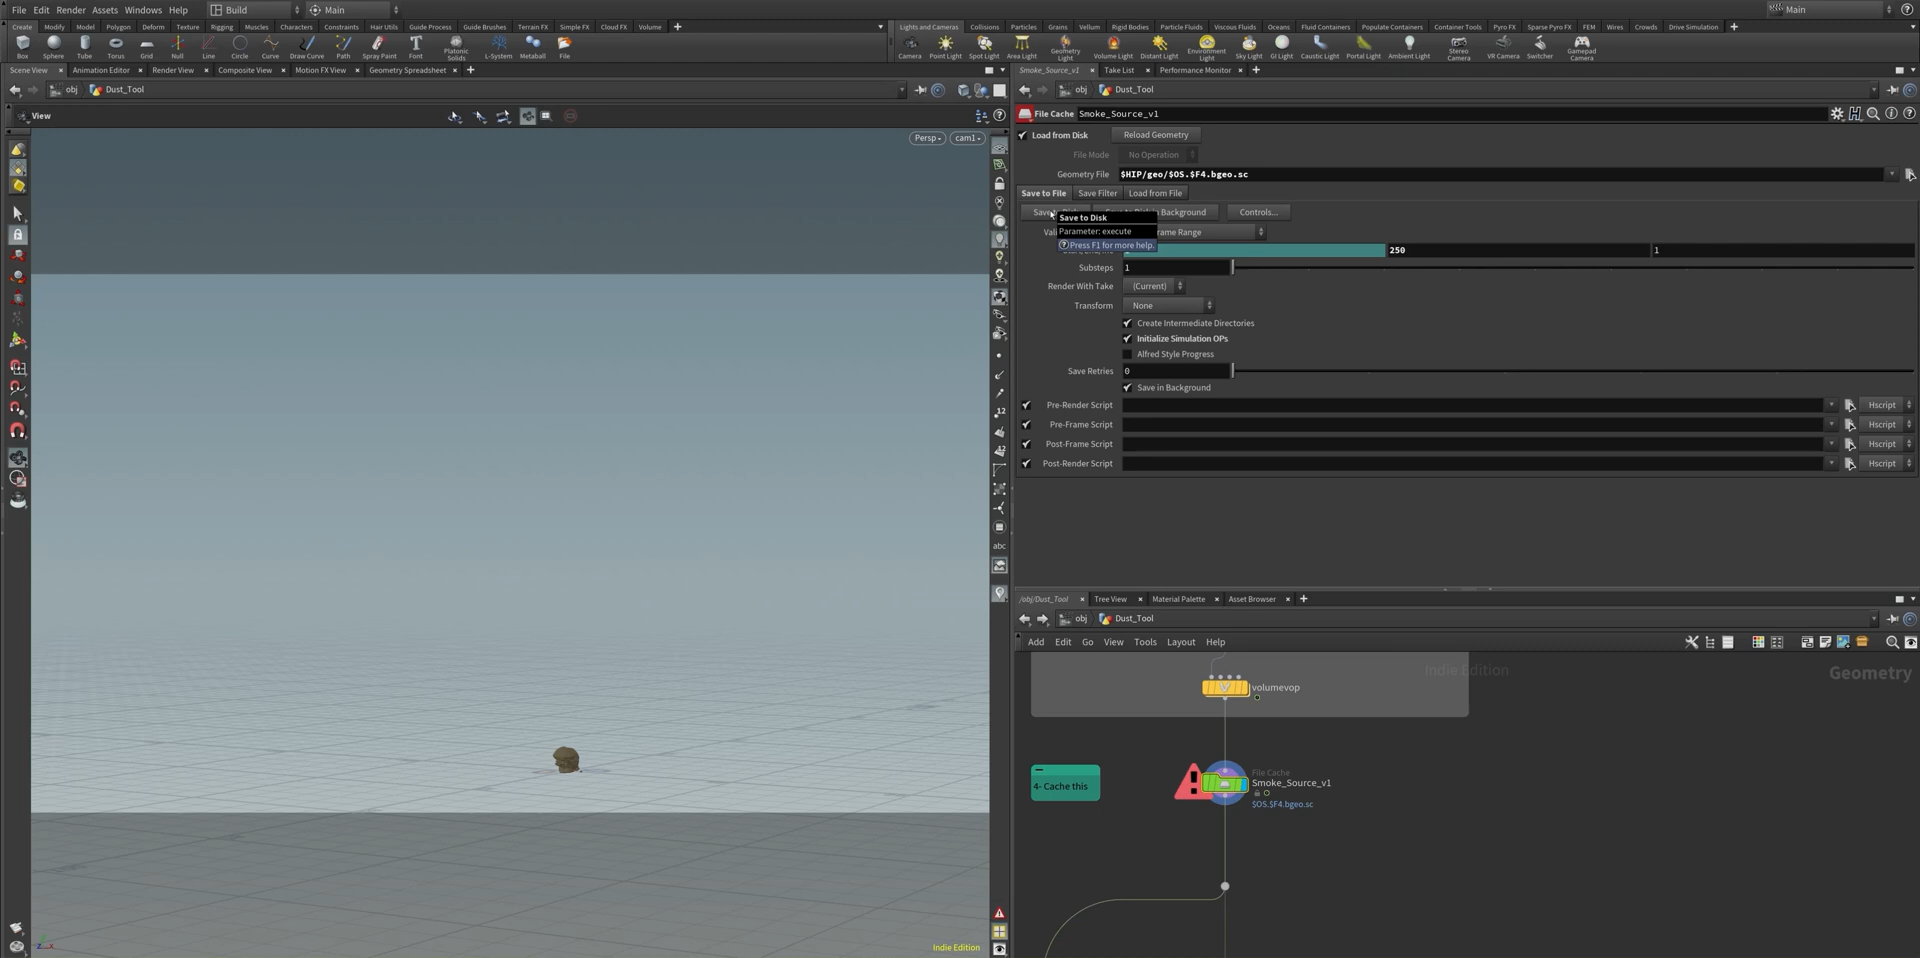 File Edit Render Assets Windows Help Build Main Main
Create Modify Model Polygon Deform Texture Rigging Muscles Characters Constraints Hair Utils Guide Process Guide Brushes Terrain FX Simple FX Cloud FX Volume
Lights and Cameras Collisions Particles Grains Vellum Rigid Bodies Particle Fluids Viscous Fluids Oceans Fluid Containers Populate Containers Container Tools Pyro FX Sparse Pyro FX FEM Wires Crowds Drive Simulation
Box Sphere Tube Torus Grid Null Line Circle Curve Draw Curve Path Spray Paint Font Platonic Solids L-System Metaball File
Camera Point Light Spot Light Area Light Geometry Light Volume Light Distant Light Environment Light Sky Light GI Light Caustic Light Portal Light Ambient Light Stereo Camera VR Camera Switcher Gamepad Camera
Scene View Animation Editor Render View Composite View Motion FX View Geometry Spreadsheet
Smoke_Source_v1 Take List Performance Monitor
obj Dust_Tool
obj Dust_Tool
View
Persp cam1
File Cache Smoke_Source_v1
Load from Disk Reload Geometry
File Mode No Operation
Geometry File $HIP/geo/$OS.$F4.bgeo.sc
Save to File Save Filter Load from File
Background Controls...
Save to Disk
Parameter: execute
Press F1 for more help.
Vali rame Range
250 1
Substeps 1
Render With Take (Current)
Transform None
Create Intermediate Directories
Initialize Simulation OPs
Alfred Style Progress
Save Retries 0
Save in Background
Pre-Render Script Hscript
Pre-Frame Script Hscript
Post-Frame Script Hscript
Post-Render Script Hscript
/obj/Dust_Tool Tree View Material Palette Asset Browser
obj Dust_Tool
Add Edit Go View Tools Layout Help
Indie Edition
Geometry
volumevop
4- Cache this
File Cache
Smoke_Source_v1
$OS.$F4.bgeo.sc
12
12
abc
z x
Indie Edition